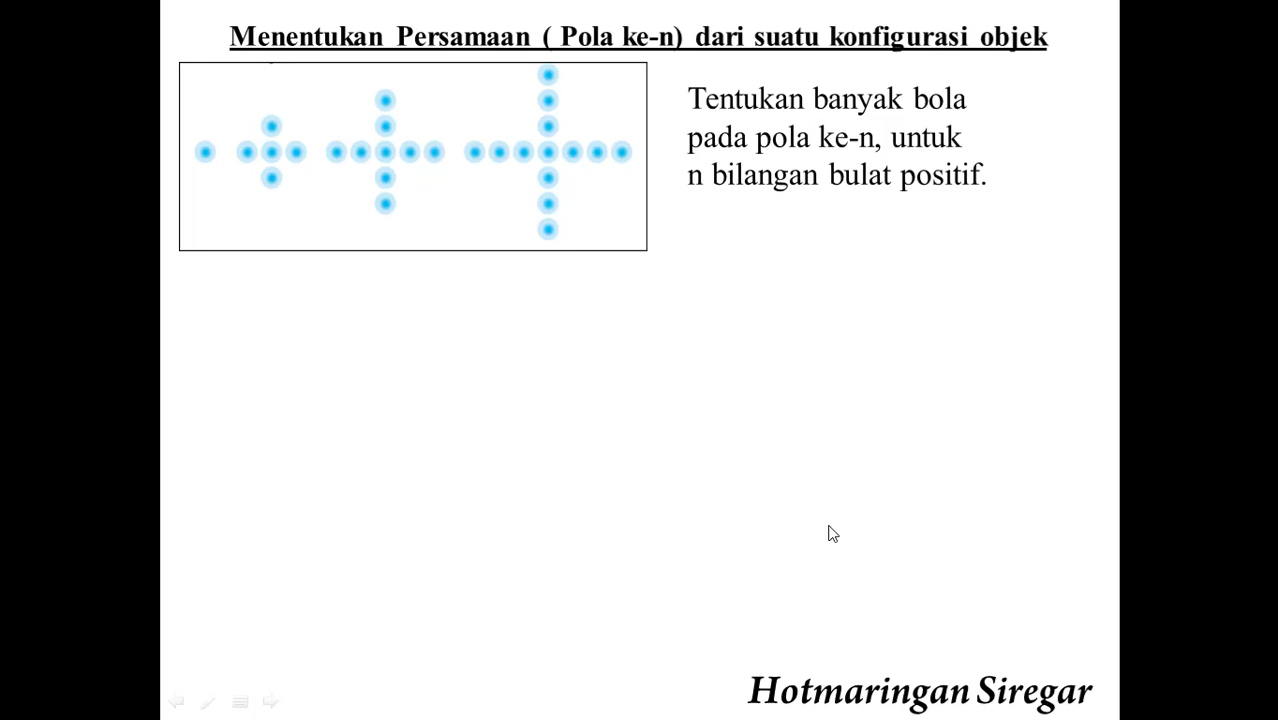 Menentukan Persamaan ( Pola ke-n) dari suatu konfigurasi objek
Tentukan banyak bola
pada pola ke-n, untuk
n bilangan bulat positif.
Hotmaringan Siregar